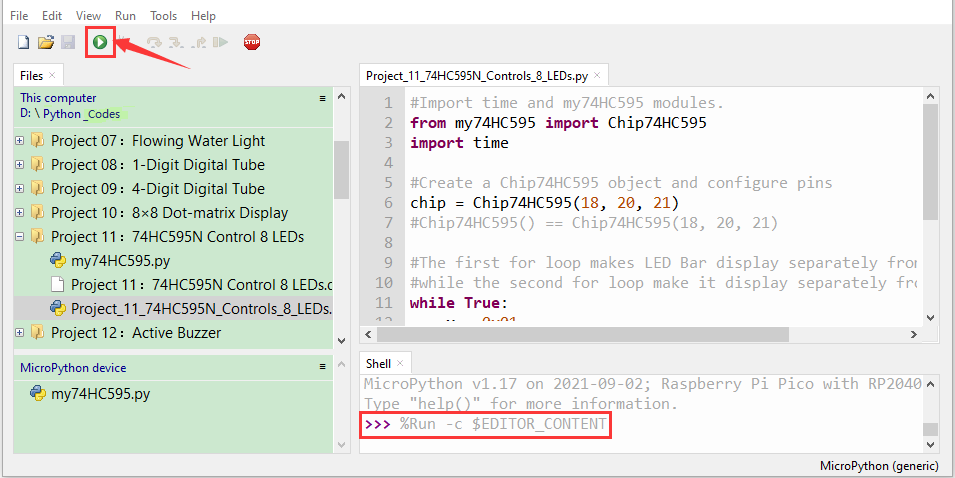 File Edit View Run Tools Help
STOP
Files ×
This computer
D: \ Python _Codes
Project 07：Flowing Water Light
Project 08：1-Digit Digital Tube
Project 09：4-Digit Digital Tube
Project 10：8×8 Dot-matrix Display
Project 11：74HC595N Control 8 LEDs
my74HC595.py
Project 11：74HC595N Control 8 LEDs.c
Project_11_74HC595N_Controls_8_LEDs.
Project 12：Active Buzzer
MicroPython device
my74HC595.py
Project_11_74HC595N_Controls_8_LEDs.py ×
1 #Import time and my74HC595 modules.
2 from my74HC595 import Chip74HC595
3 import time
4
5 #Create a Chip74HC595 object and configure pins
6 chip = Chip74HC595(18, 20, 21)
7 #Chip74HC595() == Chip74HC595(18, 20, 21)
8
9 #The first for loop makes LED Bar display separately from
10 #while the second for loop make it display separately fro
11 while True:
12
Shell ×
MicroPython v1.17 on 2021-09-02; Raspberry Pi Pico with RP2040
Type "help()" for more information.
>>> %Run -c $EDITOR_CONTENT
MicroPython (generic)